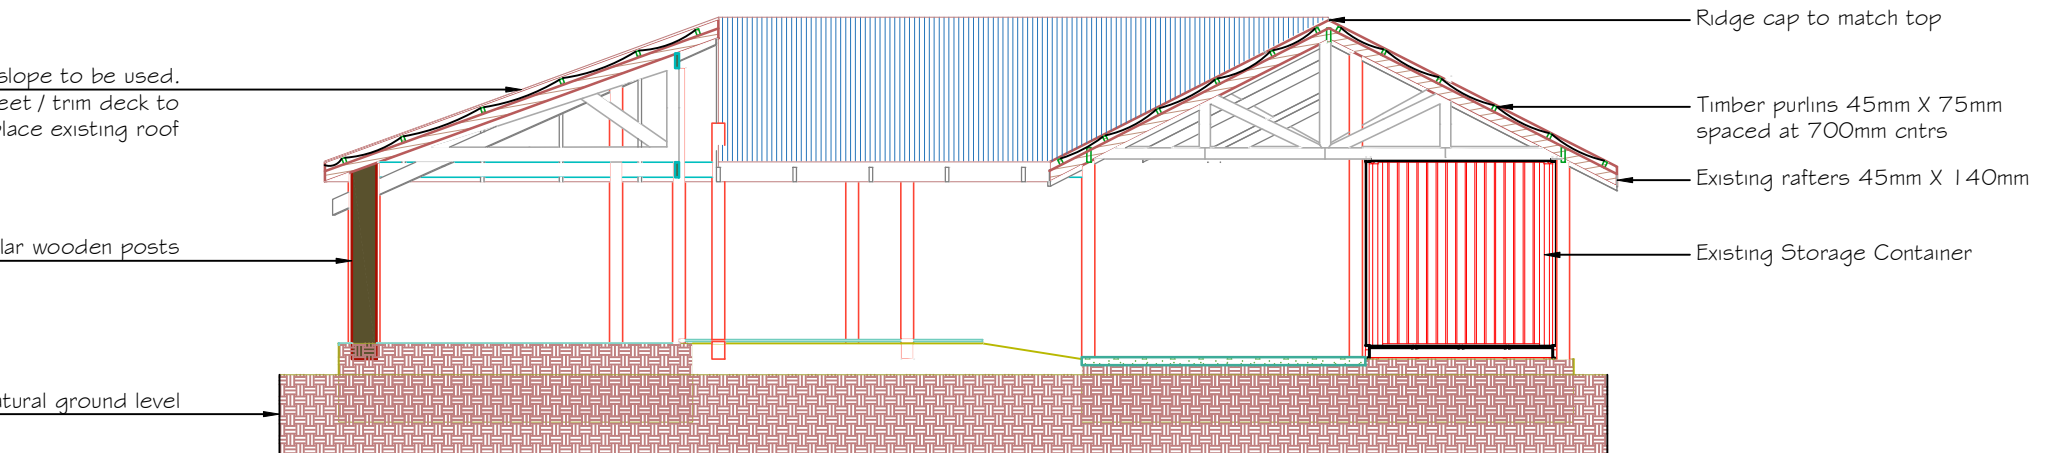 slope to be used.
eet / trim deck to
place existing roof
lar wooden posts
tural ground level
Ridge cap to match top
Timber purlins 45mm X 75mm
spaced at 700mm cntrs
Existing rafters 45mm X 140mm
Existing Storage Container